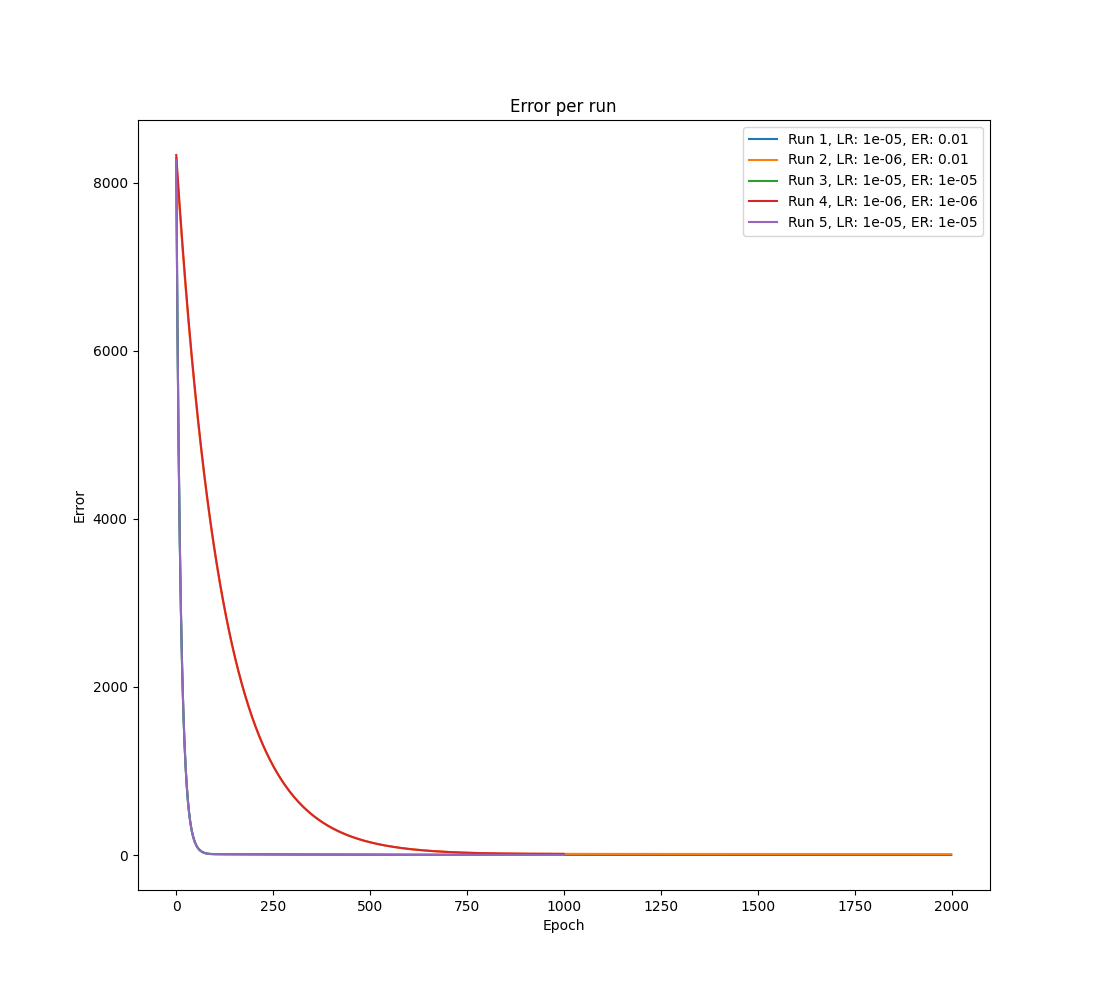 Error per run
Run 1, LR: 1e-05, ER: 0.01
Run 2, LR: 1e-06, ER: 0.01
Run 3, LR: 1e-05, ER: 1e-05
Run 4, LR: 1e-06, ER: 1e-06
Run 5, LR: 1e-05, ER: 1e-05
8000
6000
4000
2000
0
Error
0 250 500 750 1000 1250 1500 1750 2000
Epoch